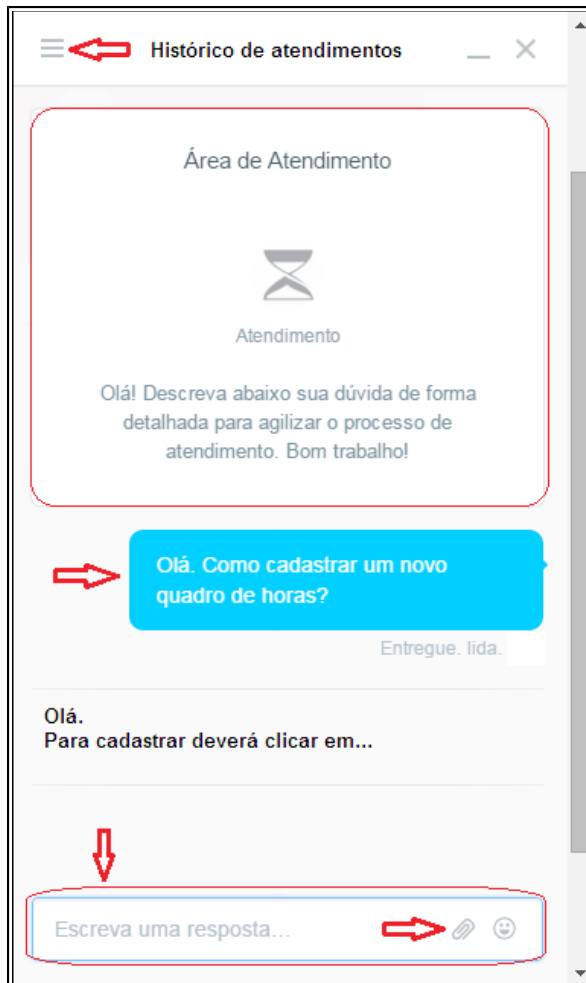 Histórico de atendimentos
Área de Atendimento
Atendimento
Olá! Descreva abaixo sua dúvida de forma
detalhada para agilizar o processo de
atendimento. Bom trabalho!
Olá. Como cadastrar um novo
quadro de horas?
Entregue. lida.
Olá.
Para cadastrar deverá clicar em...
Escreva uma resposta...